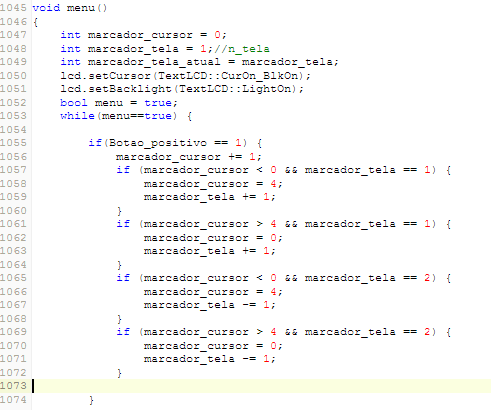 1045 void menu()
1046 {
1047     int marcador_cursor = 0;
1048     int marcador_tela = 1;//n_tela
1049     int marcador_tela_atual = marcador_tela;
1050     lcd.setCursor(TextLCD::CurOn_BlkOn);
1051     lcd.setBacklight(TextLCD::LightOn);
1052     bool menu = true;
1053     while(menu==true) {
1054
1055         if(Botao_positivo == 1) {
1056             marcador_cursor += 1;
1057             if (marcador_cursor < 0 && marcador_tela == 1) {
1058                 marcador_cursor = 4;
1059                 marcador_tela += 1;
1060             }
1061             if (marcador_cursor > 4 && marcador_tela == 1) {
1062                 marcador_cursor = 0;
1063                 marcador_tela += 1;
1064             }
1065             if (marcador_cursor < 0 && marcador_tela == 2) {
1066                 marcador_cursor = 4;
1067                 marcador_tela -= 1;
1068             }
1069             if (marcador_cursor > 4 && marcador_tela == 2) {
1070                 marcador_cursor = 0;
1071                 marcador_tela -= 1;
1072             }
1073
1074         }